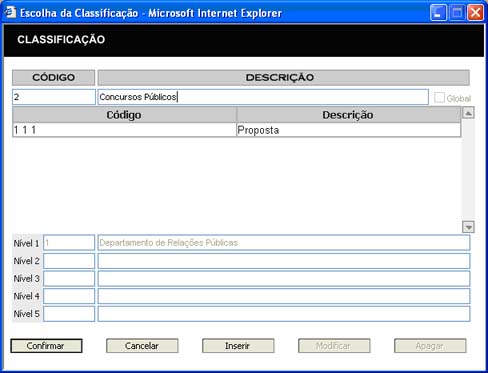 Escolha da Classificação - Microsoft Internet Explorer
CLASSIFICAÇÃO
CÓDIGO DESCRIÇÃO
2 Concursos Públicos Global
Código Descrição
1 1 1 Proposta
Nível 1 1 Departamento de Relações Públicas
Nível 2
Nível 3
Nível 4
Nível 5
Confirmar Cancelar Inserir Modificar Apagar